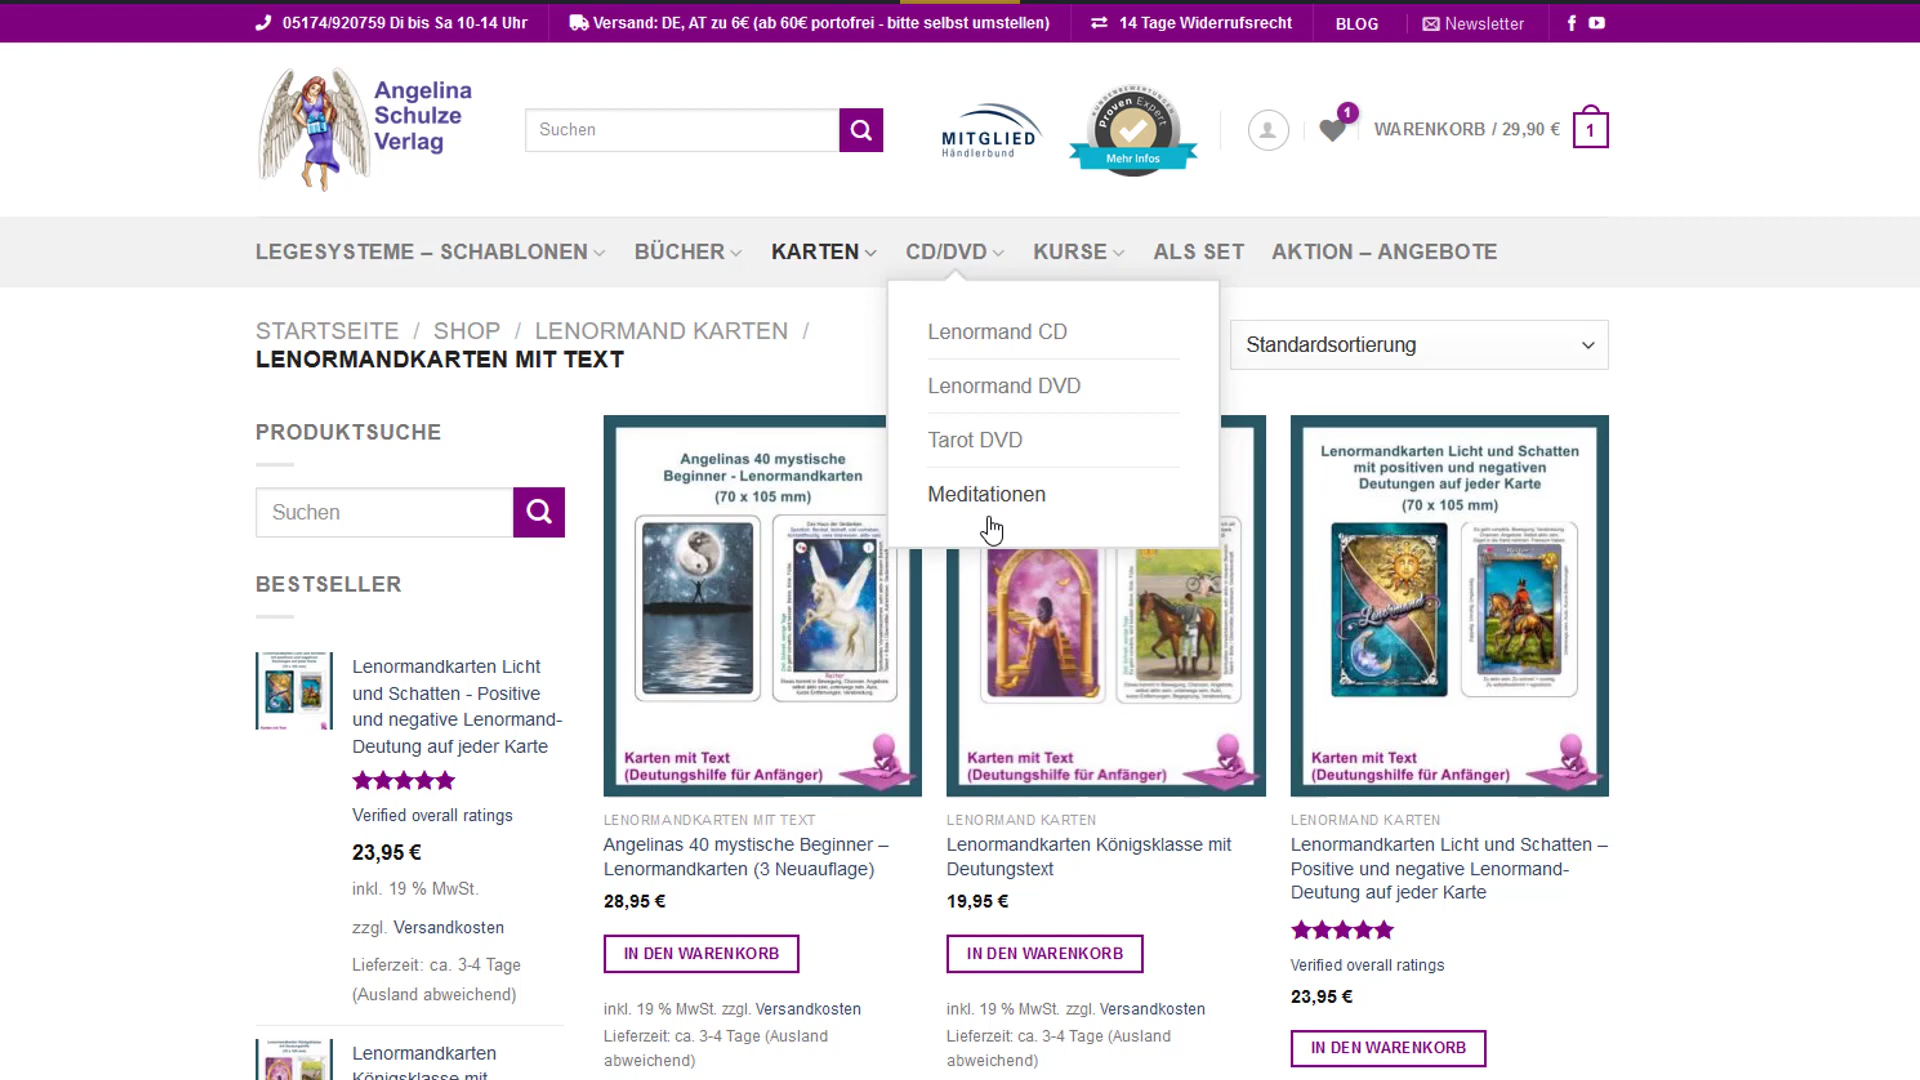 05174/920759 Di bis Sa 10-14 Uhr
Versand: DE, AT zu 6€ (ab 60€ portofrei - bitte selbst umstellen)
14 Tage Widerrufsrecht
BLOG
Newsletter
Angelina
Schulze
Verlag
Suchen
MITGLIED
Händlerbund
KUNDENBEWERTUNGEN
Proven Expert
Mehr Infos
1
WARENKORB / 29,90 €
1
LEGESYSTEME – SCHABLONEN
BÜCHER
KARTEN
CD/DVD
KURSE
ALS SET
AKTION – ANGEBOTE
STARTSEITE / SHOP / LENORMAND KARTEN /
LENORMANDKARTEN MIT TEXT
Lenormand CD
Lenormand DVD
Tarot DVD
Meditationen
Standardsortierung
PRODUKTSUCHE
Suchen
BESTSELLER
Lenormandkarten Licht
und Schatten - Positive
und negative Lenormand-
Deutung auf jeder Karte
Verified overall ratings
23,95 €
inkl. 19 % MwSt.
zzgl. Versandkosten
Lieferzeit: ca. 3-4 Tage
(Ausland abweichend)
Lenormandkarten
Königsklasse mit
Angelinas 40 mystische
Beginner - Lenormandkarten
(70 x 105 mm)
Karten mit Text
(Deutungshilfe für Anfänger)
LENORMANDKARTEN MIT TEXT
Angelinas 40 mystische Beginner –
Lenormandkarten (3 Neuauflage)
28,95 €
IN DEN WARENKORB
inkl. 19 % MwSt. zzgl. Versandkosten
Lieferzeit: ca. 3-4 Tage (Ausland
abweichend)
Karten mit Text
(Deutungshilfe für Anfänger)
LENORMAND KARTEN
Lenormandkarten Königsklasse mit
Deutungstext
19,95 €
IN DEN WARENKORB
inkl. 19 % MwSt. zzgl. Versandkosten
Lieferzeit: ca. 3-4 Tage (Ausland
abweichend)
Lenormandkarten Licht und Schatten
mit positiven und negativen
Deutungen auf jeder Karte
(70 x 105 mm)
Lenormand
Karten mit Text
(Deutungshilfe für Anfänger)
LENORMAND KARTEN
Lenormandkarten Licht und Schatten –
Positive und negative Lenormand-
Deutung auf jeder Karte
Verified overall ratings
23,95 €
IN DEN WARENKORB